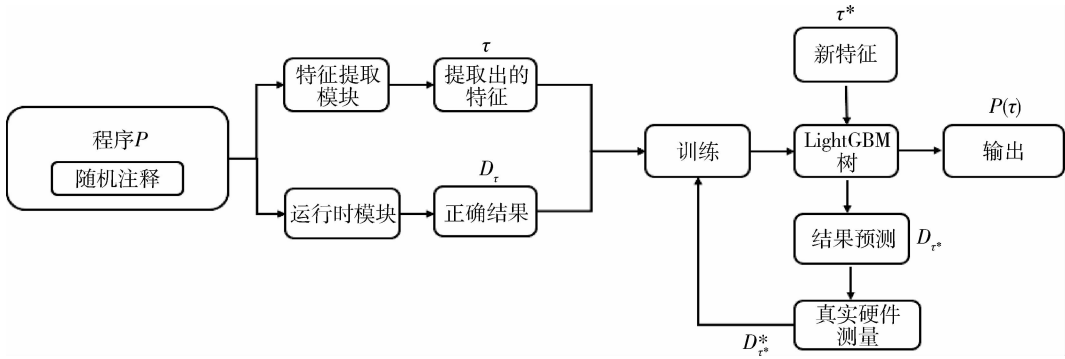 程序P
随机注释
特征提取
模块
τ
提取出的
特征
运行时模块
D_τ
正确结果
训练
τ*
新特征
LightGBM
树
P(τ)
输出
结果预测
D_τ*
真实硬件
测量
D*_τ*